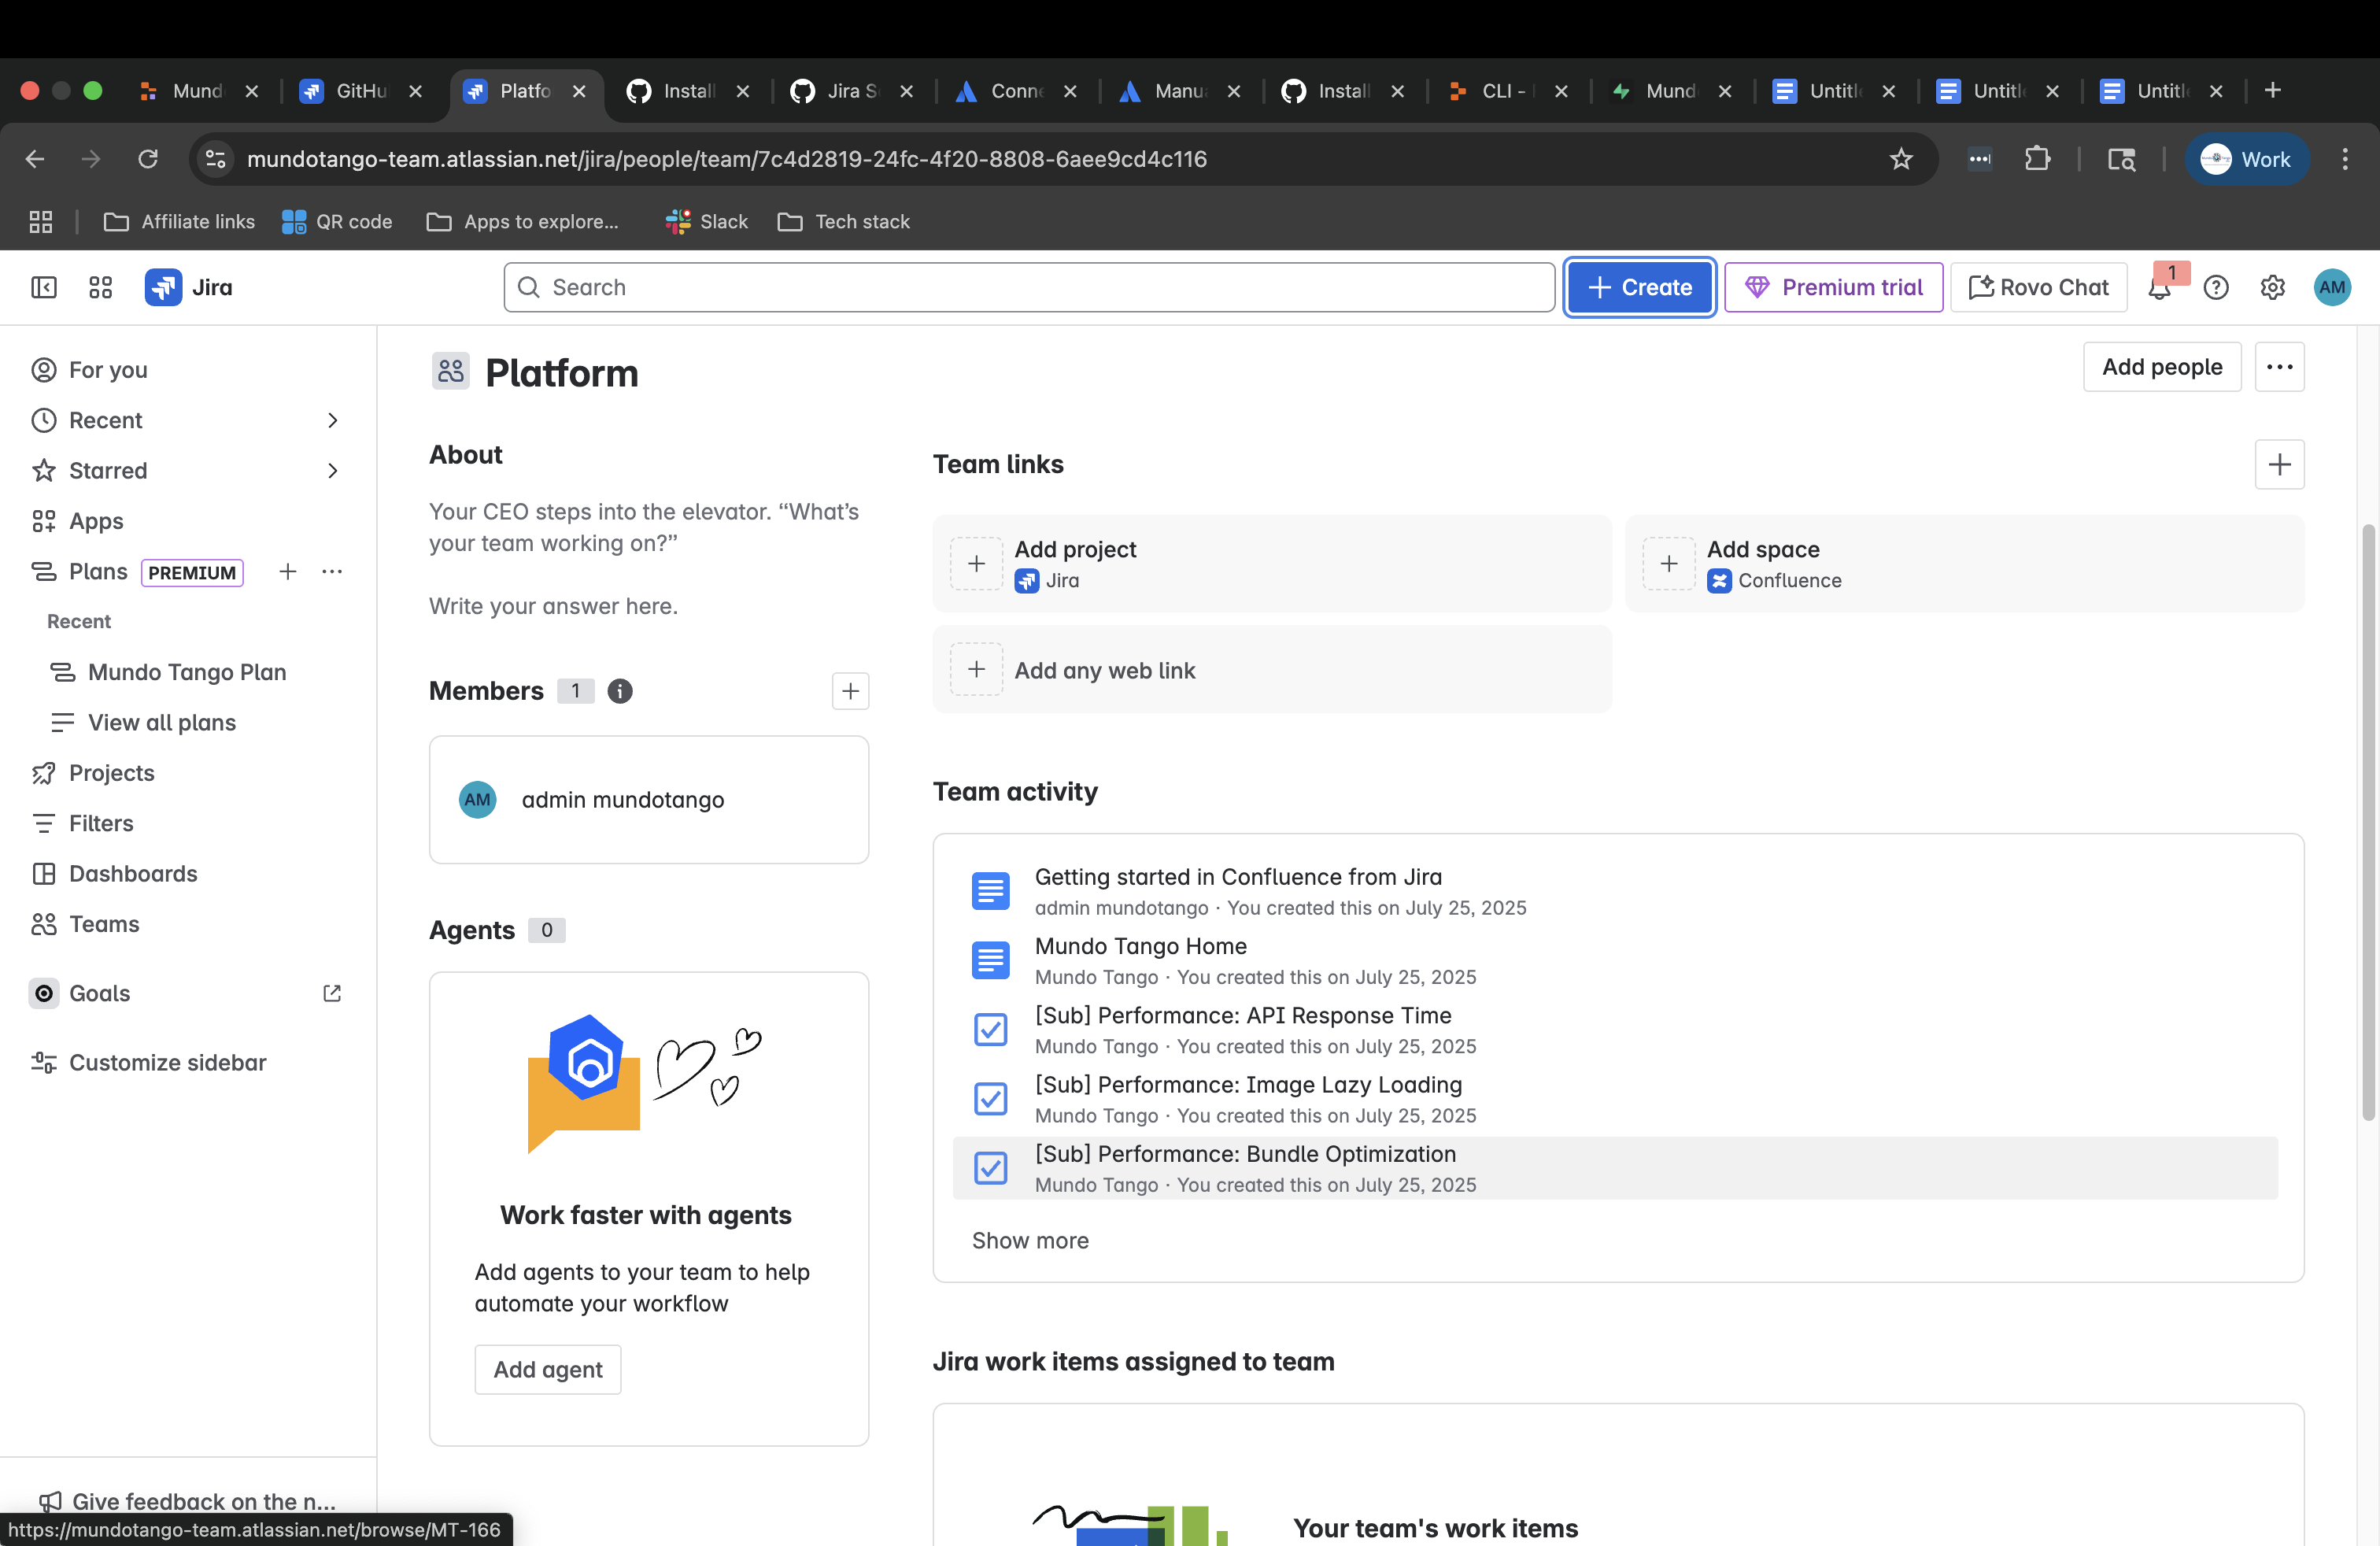 Mund
GitHu
Platfo
Install
Jira S
Conne
Manua
Install
CLI -
Mund
Untitle
Untitle
Untitle
mundotango-team.atlassian.net/jira/people/team/7c4d2819-24fc-4f20-8808-6aee9cd4c116
Work
Affiliate links
QR code
Apps to explore...
Slack
Tech stack
Jira
Search
Create
Premium trial
Rovo Chat
1
AM
For you
Recent
Starred
Apps
Plans PREMIUM
Recent
Mundo Tango Plan
View all plans
Projects
Filters
Dashboards
Teams
Goals
Customize sidebar
Give feedback on the n...
https://mundotango-team.atlassian.net/browse/MT-166
Platform
Add people
About
Your CEO steps into the elevator. “What’s
your team working on?”
Write your answer here.
Members 1
AM admin mundotango
Agents 0
Work faster with agents
Add agents to your team to help
automate your workflow
Add agent
Team links
Add project
Jira
Add space
Confluence
Add any web link
Team activity
Getting started in Confluence from Jira
admin mundotango · You created this on July 25, 2025
Mundo Tango Home
Mundo Tango · You created this on July 25, 2025
[Sub] Performance: API Response Time
Mundo Tango · You created this on July 25, 2025
[Sub] Performance: Image Lazy Loading
Mundo Tango · You created this on July 25, 2025
[Sub] Performance: Bundle Optimization
Mundo Tango · You created this on July 25, 2025
Show more
Jira work items assigned to team
Your team's work items